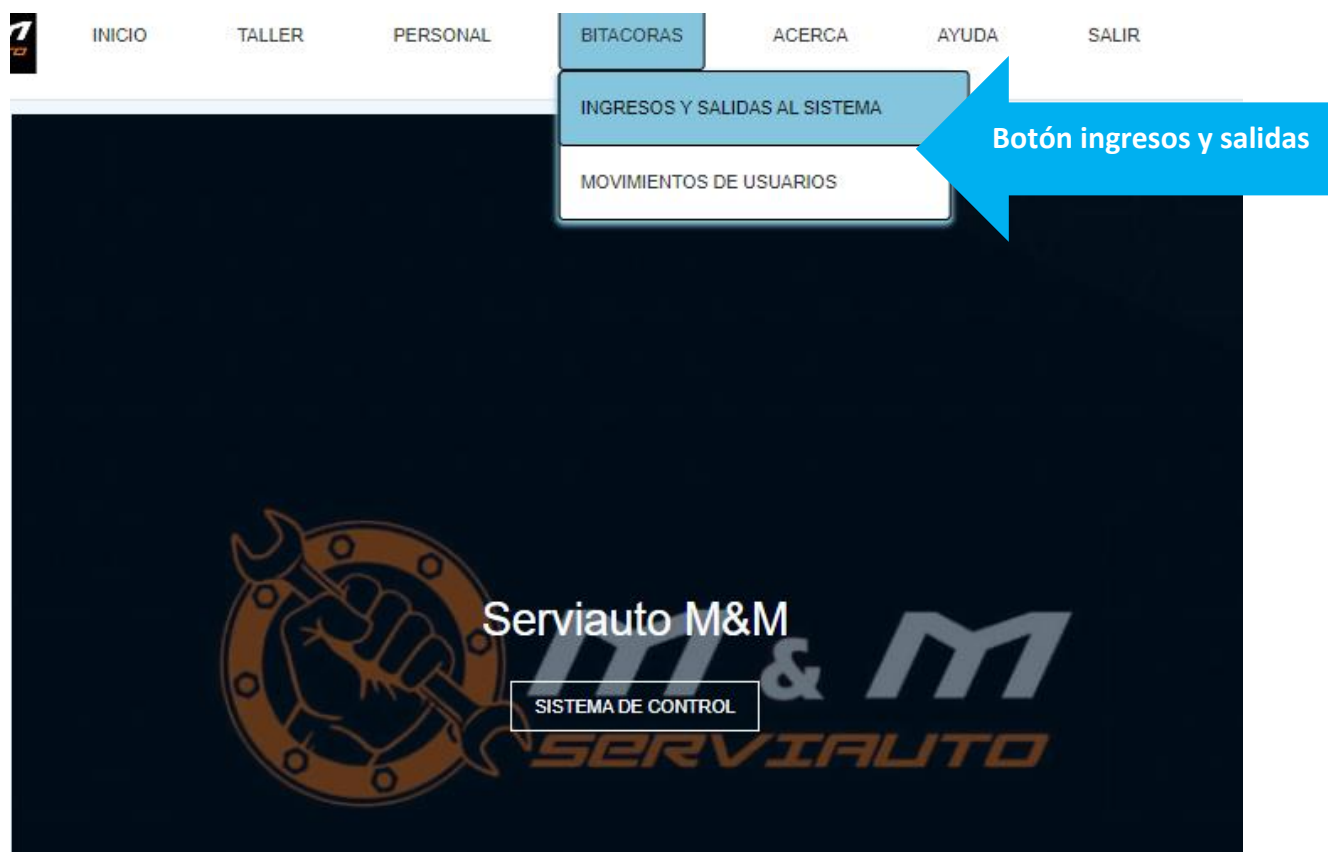 INICIO TALLER PERSONAL BITACORAS ACERCA AYUDA SALIR
INGRESOS Y SALIDAS AL SISTEMA
Botón ingresos y salidas
MOVIMIENTOS DE USUARIOS
Serviauto M&M
M & M
SISTEMA DE CONTROL
SERVIAUTO